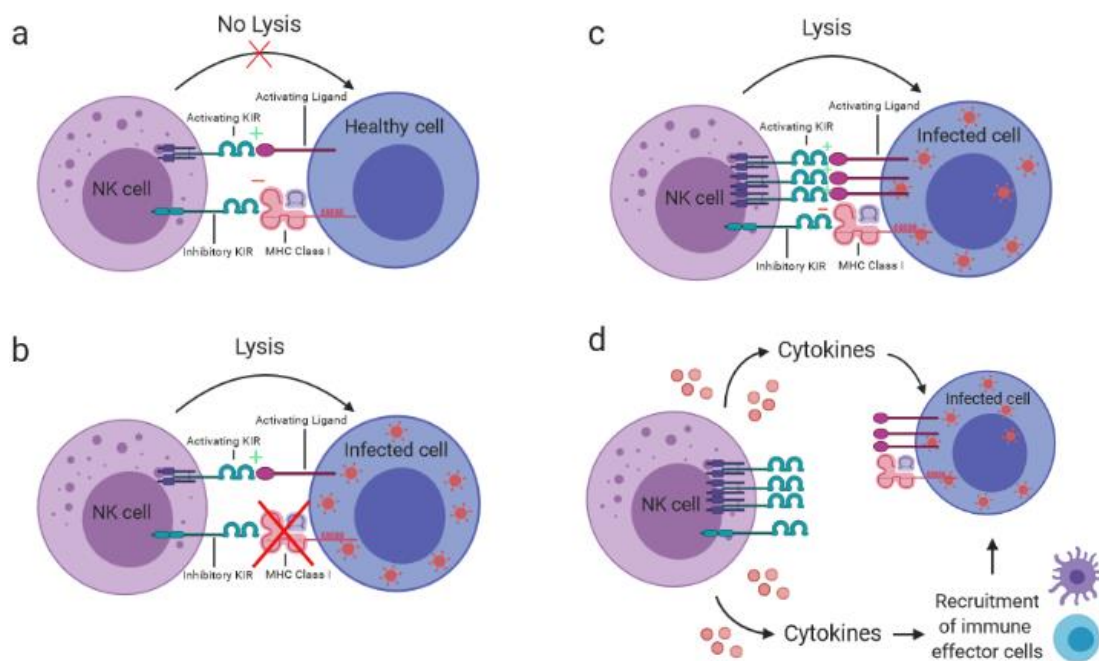 a
No Lysis
Activating Ligand
Activating KIR
+
Healthy cell
NK cell
−
Inhibitory KIR
MHC Class I
b
Lysis
Activating Ligand
Activating KIR
+
Infected cell
NK cell
Inhibitory KIR
MHC Class I
c
Lysis
Activating Ligand
Activating KIR
+
Infected cell
NK cell
−
Inhibitory KIR
MHC Class I
d
Cytokines
Infected cell
NK cell
Cytokines
Recruitment
of immune
effector cells